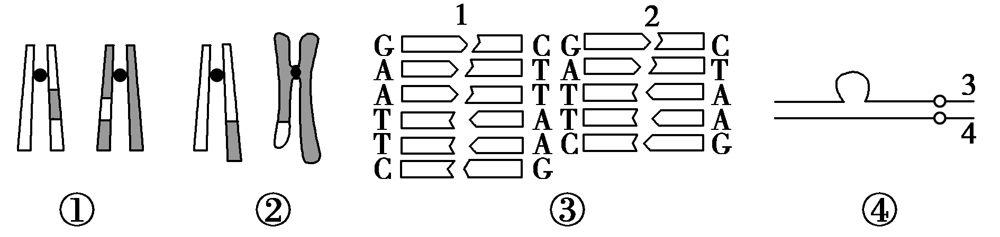 1 2
G C G C
A T A T
A T T A
T A T A
T A C G
C G
3
4
① ② ③ ④